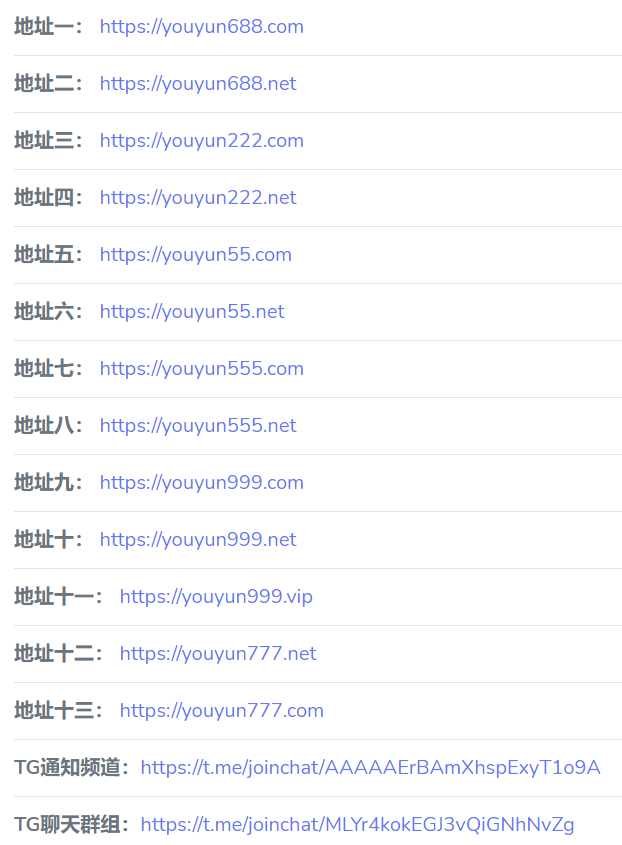 地址一： https://youyun688.com
地址二： https://youyun688.net
地址三： https://youyun222.com
地址四： https://youyun222.net
地址五： https://youyun55.com
地址六： https://youyun55.net
地址七： https://youyun555.com
地址八： https://youyun555.net
地址九： https://youyun999.com
地址十： https://youyun999.net
地址十一： https://youyun999.vip
地址十二： https://youyun777.net
地址十三： https://youyun777.com
TG通知频道：https://t.me/joinchat/AAAAAErBAmXhspExyT1o9A
TG聊天群组：https://t.me/joinchat/MLYr4kokEGJ3vQiGNhNvZg